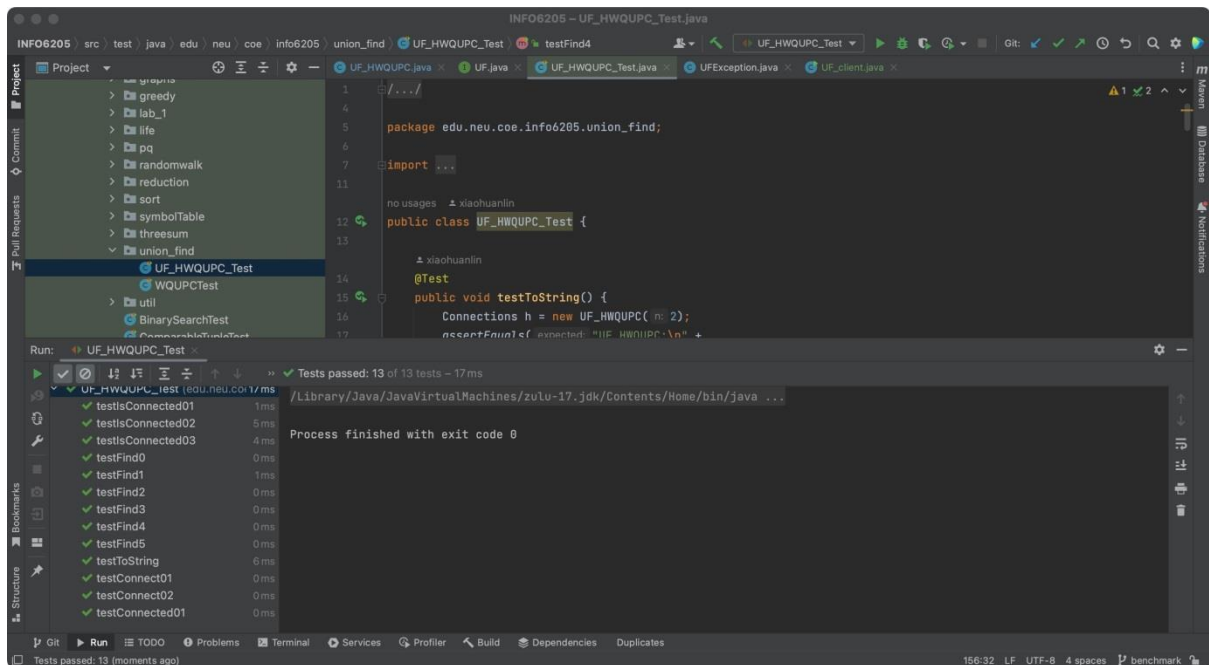 INFO6205 – UF_HWQUPC_Test.java
INFO6205 src test java edu neu coe info6205 union_find UF_HWQUPC_Test testFind4 UF_HWQUPC_Test Git:
Project UF_HWQUPC.java UF.java UF_HWQUPC_Test.java UFException.java UF_client.java
Project
Commit
Pull Requests
Bookmarks
Structure
graphs
greedy
lab_1
life
pq
randomwalk
reduction
sort
symbolTable
threesum
union_find
UF_HWQUPC_Test
WQUPCTest
util
BinarySearchTest
ComparableTupleTest
1 /.../ 1 2
4
5 package edu.neu.coe.info6205.union_find;
6
7 import ...
11
no usages xiaohuanlin
12 public class UF_HWQUPC_Test {
13
xiaohuanlin
14 @Test
15 public void testToString() {
16 Connections h = new UF_HWQUPC( n: 2);
17 assertEquals( expected: "UF_HWQUPC:\n" +
m
Maven
Database
Notifications
Run: UF_HWQUPC_Test
» Tests passed: 13 of 13 tests – 17 ms
UF_HWQUPC_Test (edu.neu.coe 17 ms
testIsConnected01 1 ms
testIsConnected02 5 ms
testIsConnected03 4 ms
testFind0 0 ms
testFind1 1 ms
testFind2 0 ms
testFind3 0 ms
testFind4 0 ms
testFind5 0 ms
testToString 6 ms
testConnect01 0 ms
testConnect02 0 ms
testConnected01 0 ms
/Library/Java/JavaVirtualMachines/zulu-17.jdk/Contents/Home/bin/java ...
Process finished with exit code 0
Git Run TODO Problems Terminal Services Profiler Build Dependencies Duplicates
Tests passed: 13 (moments ago) 156:32 LF UTF-8 4 spaces benchmark